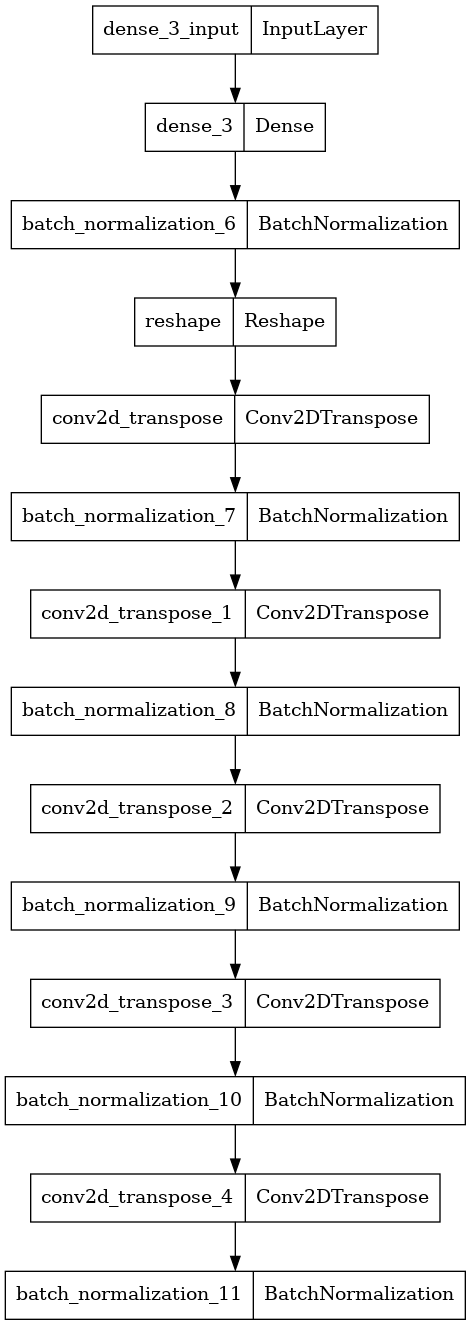 dense_3_input InputLayer
dense_3 Dense
batch_normalization_6 BatchNormalization
reshape Reshape
conv2d_transpose Conv2DTranspose
batch_normalization_7 BatchNormalization
conv2d_transpose_1 Conv2DTranspose
batch_normalization_8 BatchNormalization
conv2d_transpose_2 Conv2DTranspose
batch_normalization_9 BatchNormalization
conv2d_transpose_3 Conv2DTranspose
batch_normalization_10 BatchNormalization
conv2d_transpose_4 Conv2DTranspose
batch_normalization_11 BatchNormalization